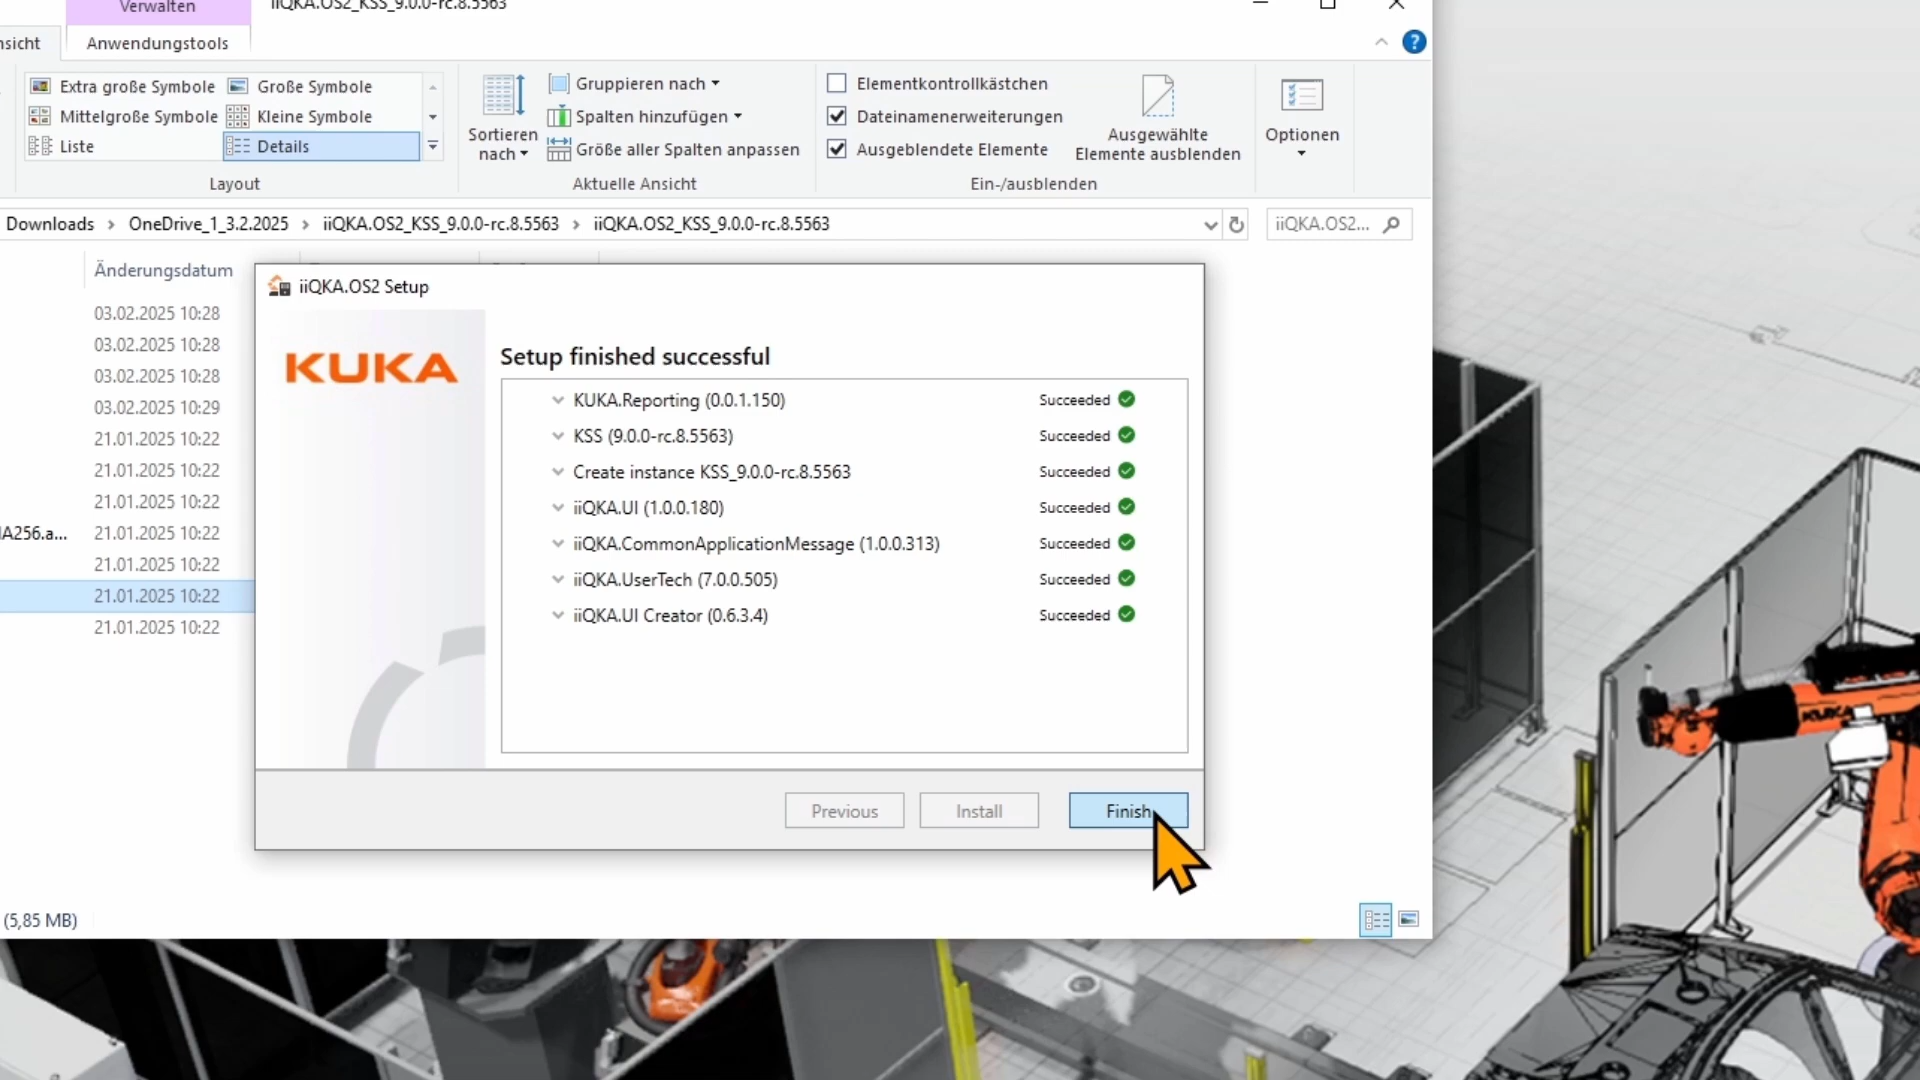 Verwalten
iiQKA.OS2_KSS_9.0.0-rc.8.5563
nsicht
Anwendungstools
Extra große Symbole
Große Symbole
Mittelgroße Symbole
Kleine Symbole
Liste
Details
Layout
Sortieren
nach
Gruppieren nach
Spalten hinzufügen
Größe aller Spalten anpassen
Aktuelle Ansicht
Elementkontrollkästchen
Dateinamenerweiterungen
Ausgeblendete Elemente
Ausgewählte
Elemente ausblenden
Ein-/ausblenden
Optionen
Downloads > OneDrive_1_3.2.2025 > iiQKA.OS2_KSS_9.0.0-rc.8.5563 > iiQKA.OS2_KSS_9.0.0-rc.8.5563
iiQKA.OS2...
Änderungsdatum
03.02.2025 10:28
03.02.2025 10:28
03.02.2025 10:28
03.02.2025 10:29
21.01.2025 10:22
21.01.2025 10:22
21.01.2025 10:22
IA256.a... 21.01.2025 10:22
21.01.2025 10:22
21.01.2025 10:22
21.01.2025 10:22
iiQKA.OS2 Setup
KUKA
Setup finished successful
KUKA.Reporting (0.0.1.150) Succeeded
KSS (9.0.0-rc.8.5563) Succeeded
Create instance KSS_9.0.0-rc.8.5563 Succeeded
iiQKA.UI (1.0.0.180) Succeeded
iiQKA.CommonApplicationMessage (1.0.0.313) Succeeded
iiQKA.UserTech (7.0.0.505) Succeeded
iiQKA.UI Creator (0.6.3.4) Succeeded
Previous
Install
Finish
(5,85 MB)
KUKA